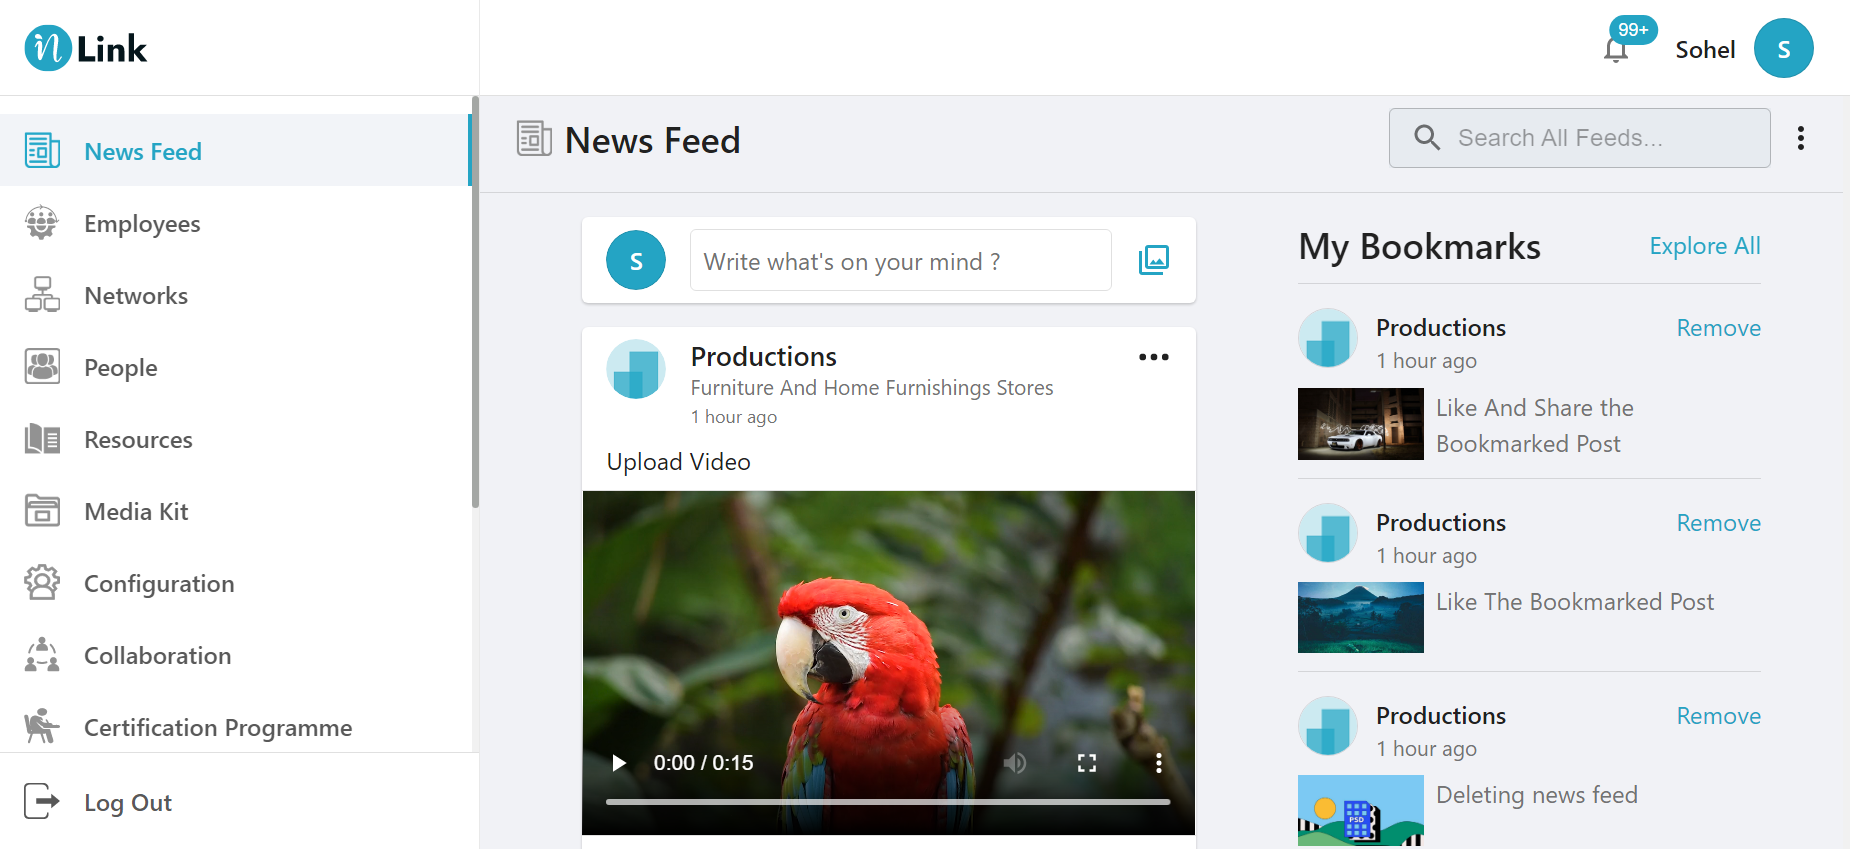 n Link
99+
Sohel
S
News Feed
Employees
Networks
People
Resources
Media Kit
Configuration
Collaboration
Certification Programme
Log Out
News Feed
Search All Feeds...
S
Write what's on your mind ?
Productions
Furniture And Home Furnishings Stores
1 hour ago
Upload Video
0:00 / 0:15
My Bookmarks
Explore All
Productions
Remove
1 hour ago
Like And Share the
Bookmarked Post
Productions
Remove
1 hour ago
Like The Bookmarked Post
Productions
Remove
1 hour ago
PSD
Deleting news feed